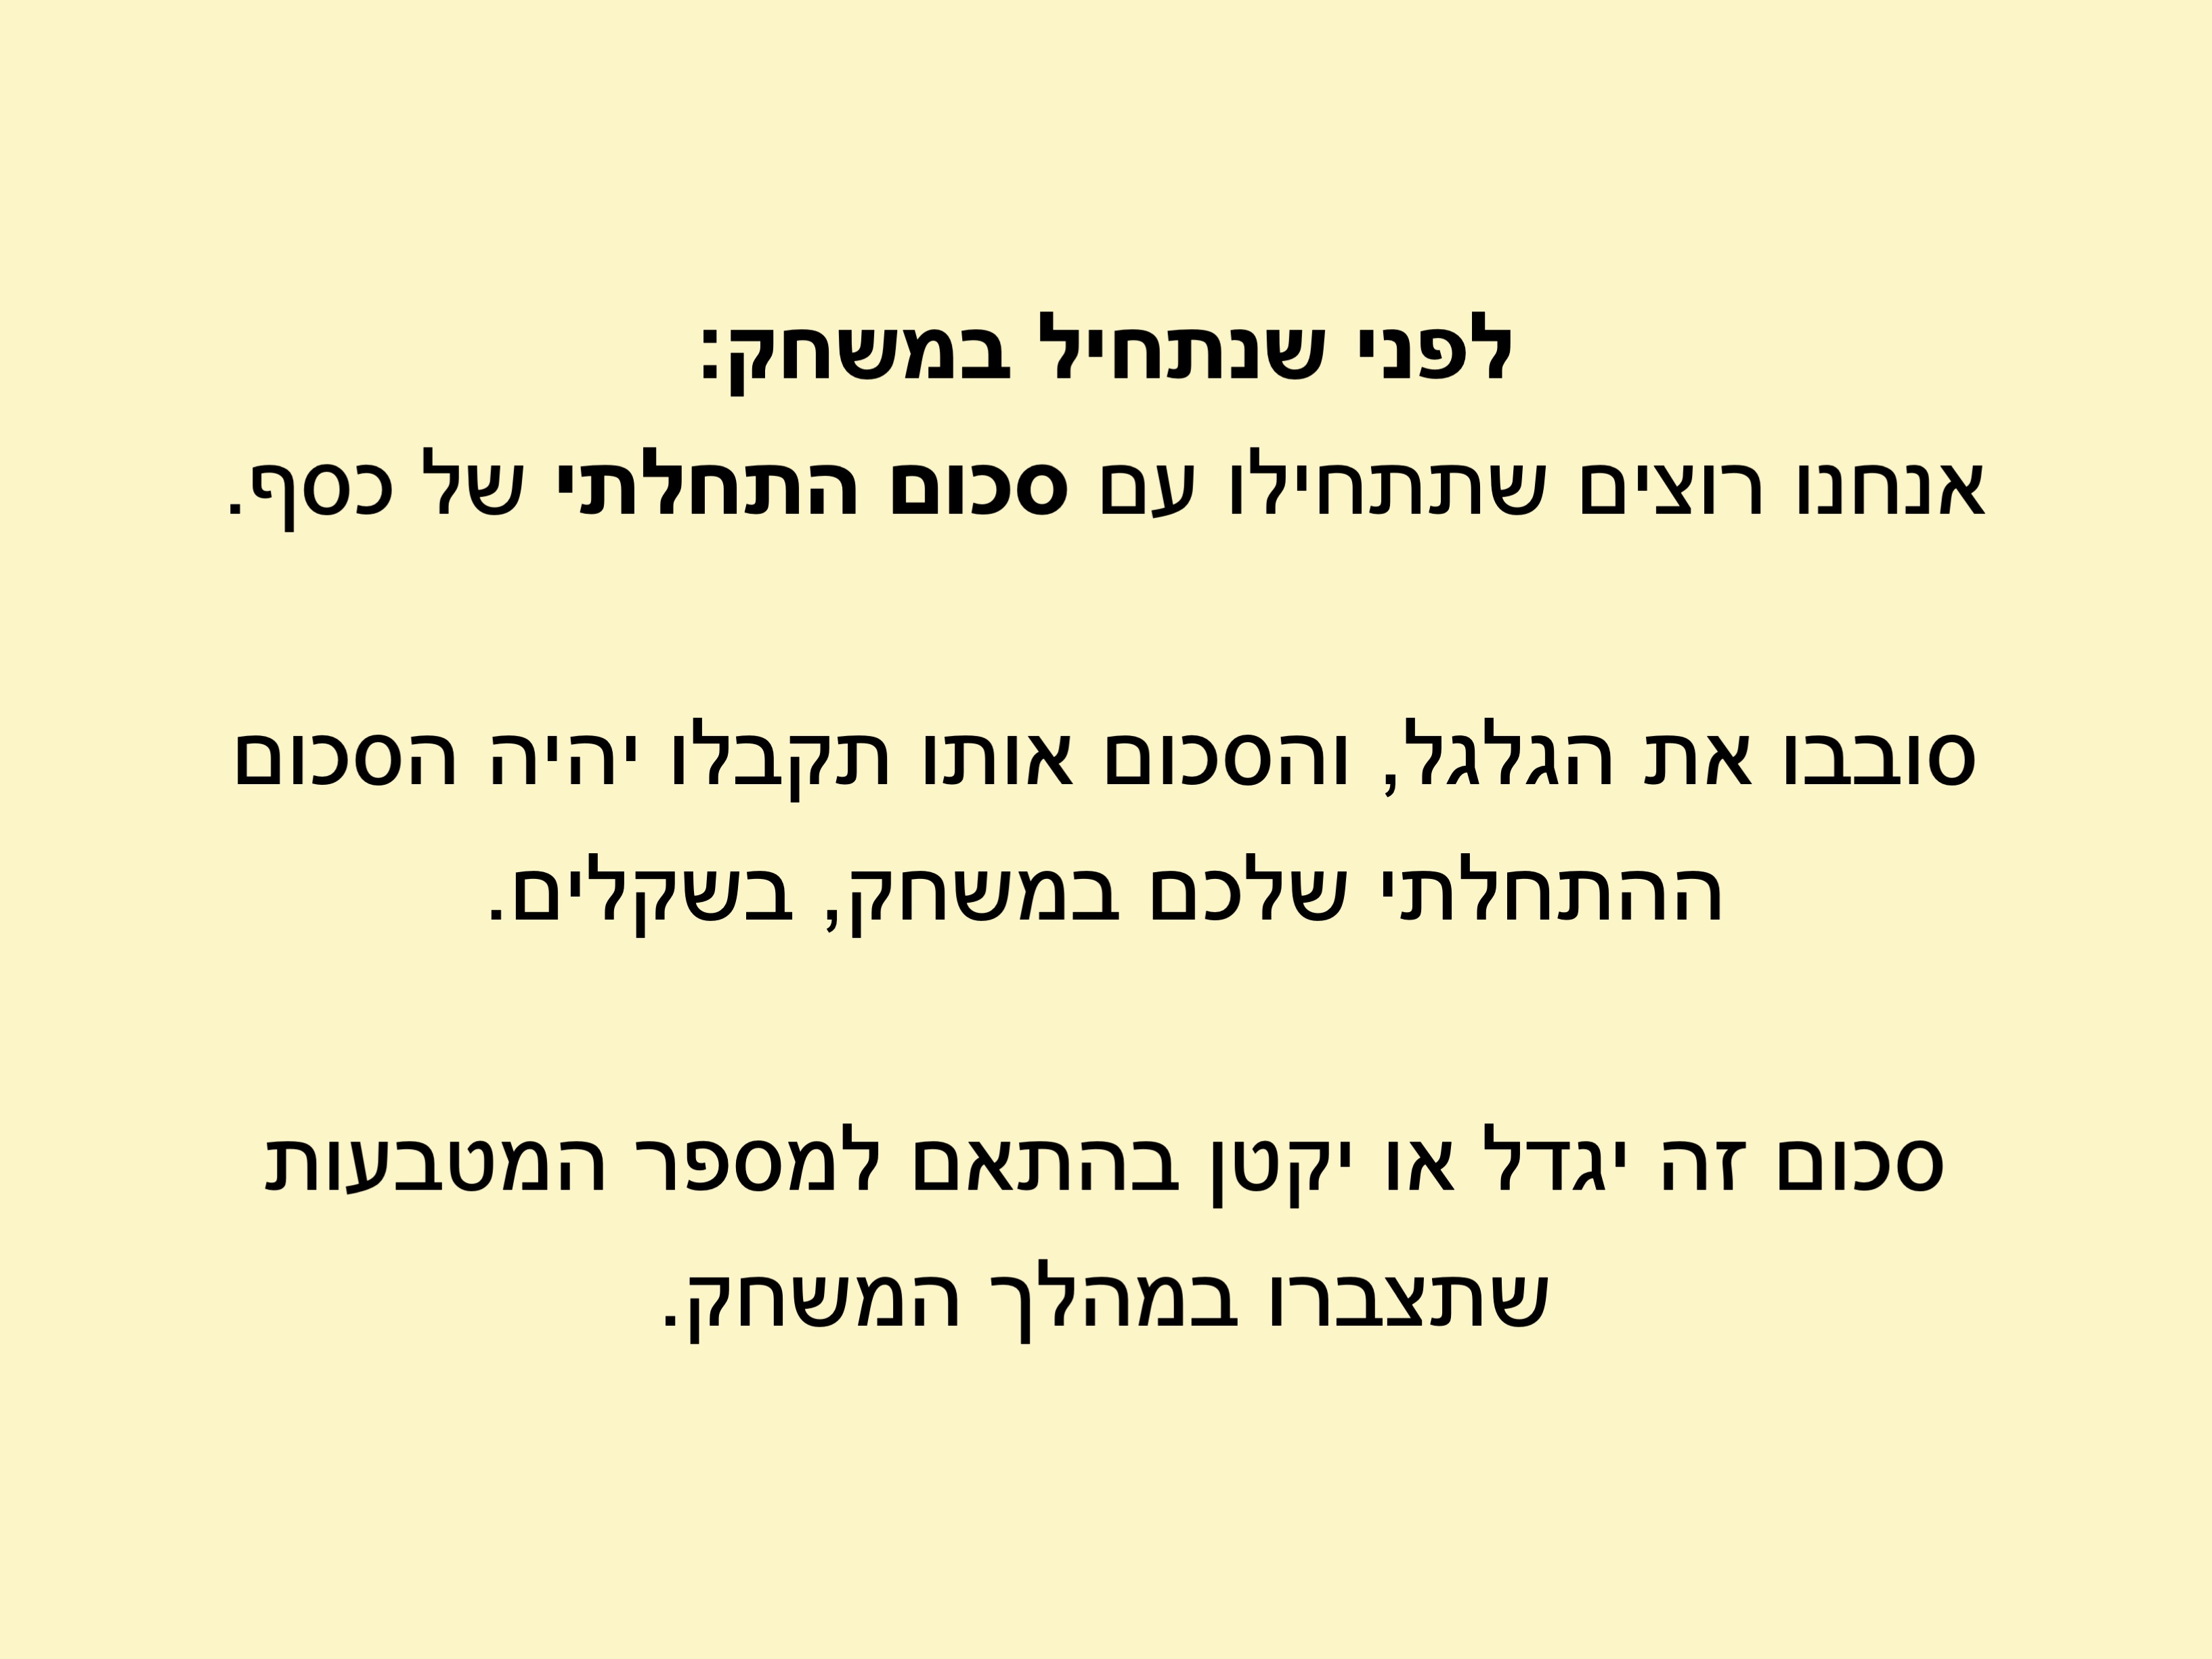 לפני שנתחיל במשחק:
אנחנו רוצים שתתחילו עם סכום התחלתי של כסף.
סובבו את הגלגל, והסכום אותו תקבלו יהיה הסכום
ההתחלתי שלכם במשחק, בשקלים.
סכום זה יגדל או יקטן בהתאם למספר המטבעות
שתצברו במהלך המשחק.